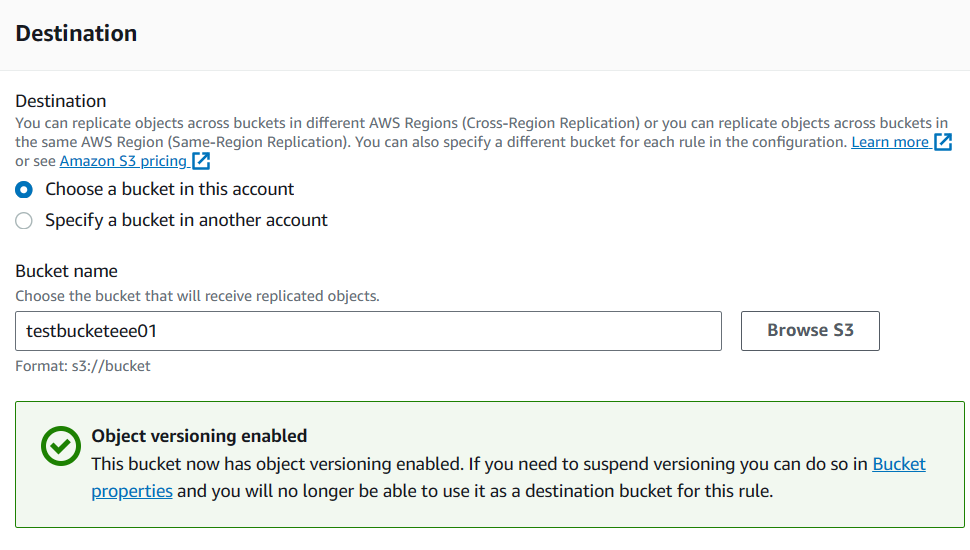 Destination
Destination
You can replicate objects across buckets in different AWS Regions (Cross-Region Replication) or you can replicate objects across buckets in
the same AWS Region (Same-Region Replication). You can also specify a different bucket for each rule in the configuration. Learn more
or see Amazon S3 pricing
Choose a bucket in this account
Specify a bucket in another account
Bucket name
Choose the bucket that will receive replicated objects.
testbucketeee01
Browse S3
Format: s3://bucket
Object versioning enabled
This bucket now has object versioning enabled. If you need to suspend versioning you can do so in Bucket
properties and you will no longer be able to use it as a destination bucket for this rule.